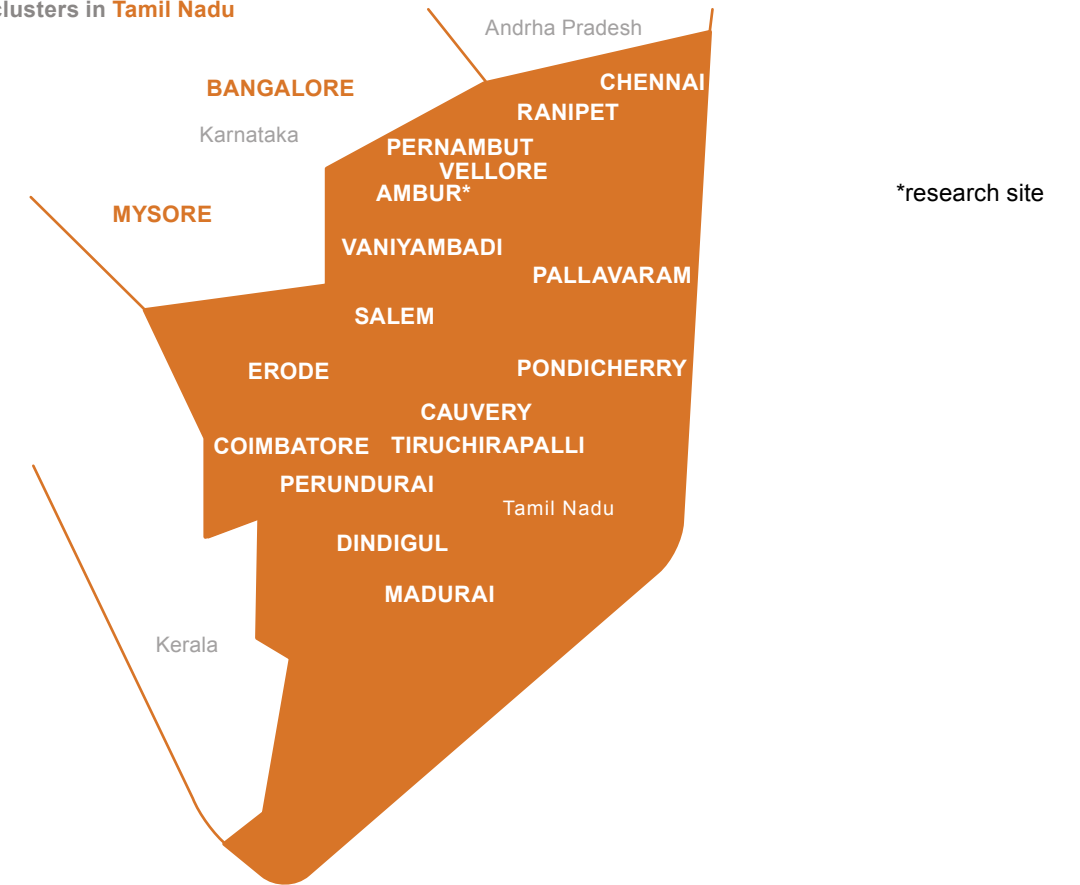 clusters in Tamil Nadu
Andrha Pradesh
CHENNAI
BANGALORE
RANIPET
Karnataka
PERNAMBUT
VELLORE
AMBUR*
*research site
MYSORE
VANIYAMBADI
PALLAVARAM
SALEM
ERODE
PONDICHERRY
CAUVERY
COIMBATORE
TIRUCHIRAPALLI
PERUNDURAI
Tamil Nadu
DINDIGUL
MADURAI
Kerala